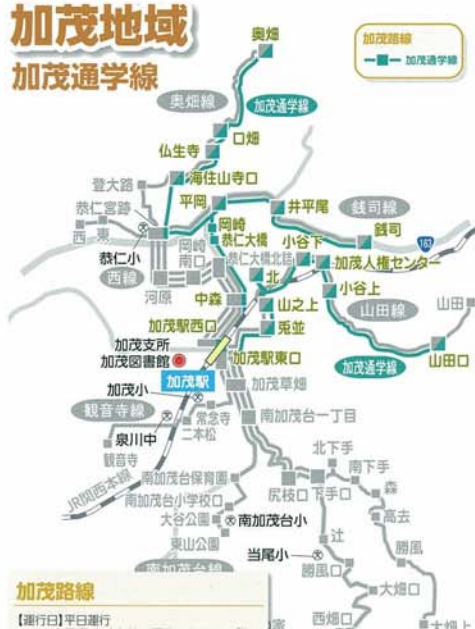 加茂地域
加茂通学線
加茂路線
加茂通学線
奥畑
奥畑線
加茂通学線
口畑
仏生寺
海住山寺口
登大路
恭仁宮跡
西
東
恭仁小
平岡
井平尾
銭司線
銭司
岡崎
恭仁大橋
岡崎南口
恭仁大橋北詰
小谷下
163
加茂人権センター
西線
河原
中森
北
小谷上
山之上
山田線
山田
兎並
加茂駅西口
加茂支所
加茂図書館
加茂駅
加茂駅東口
加茂通学線
山田口
加茂小
加茂草畑
観音寺線
常念寺
二本松
泉川中
観音寺
南加茂台一丁目
JR関西本線
南加茂台保育園
南加茂台小学校口
大谷公園
東山公園
南加茂台小
南加茂台線
尻枝口
下手口
北下手
南下手
森
高去
辻
当尾小
勝風口
勝風
大畑口
西畑口
大畑上
加茂路線
【運行日】平日運行